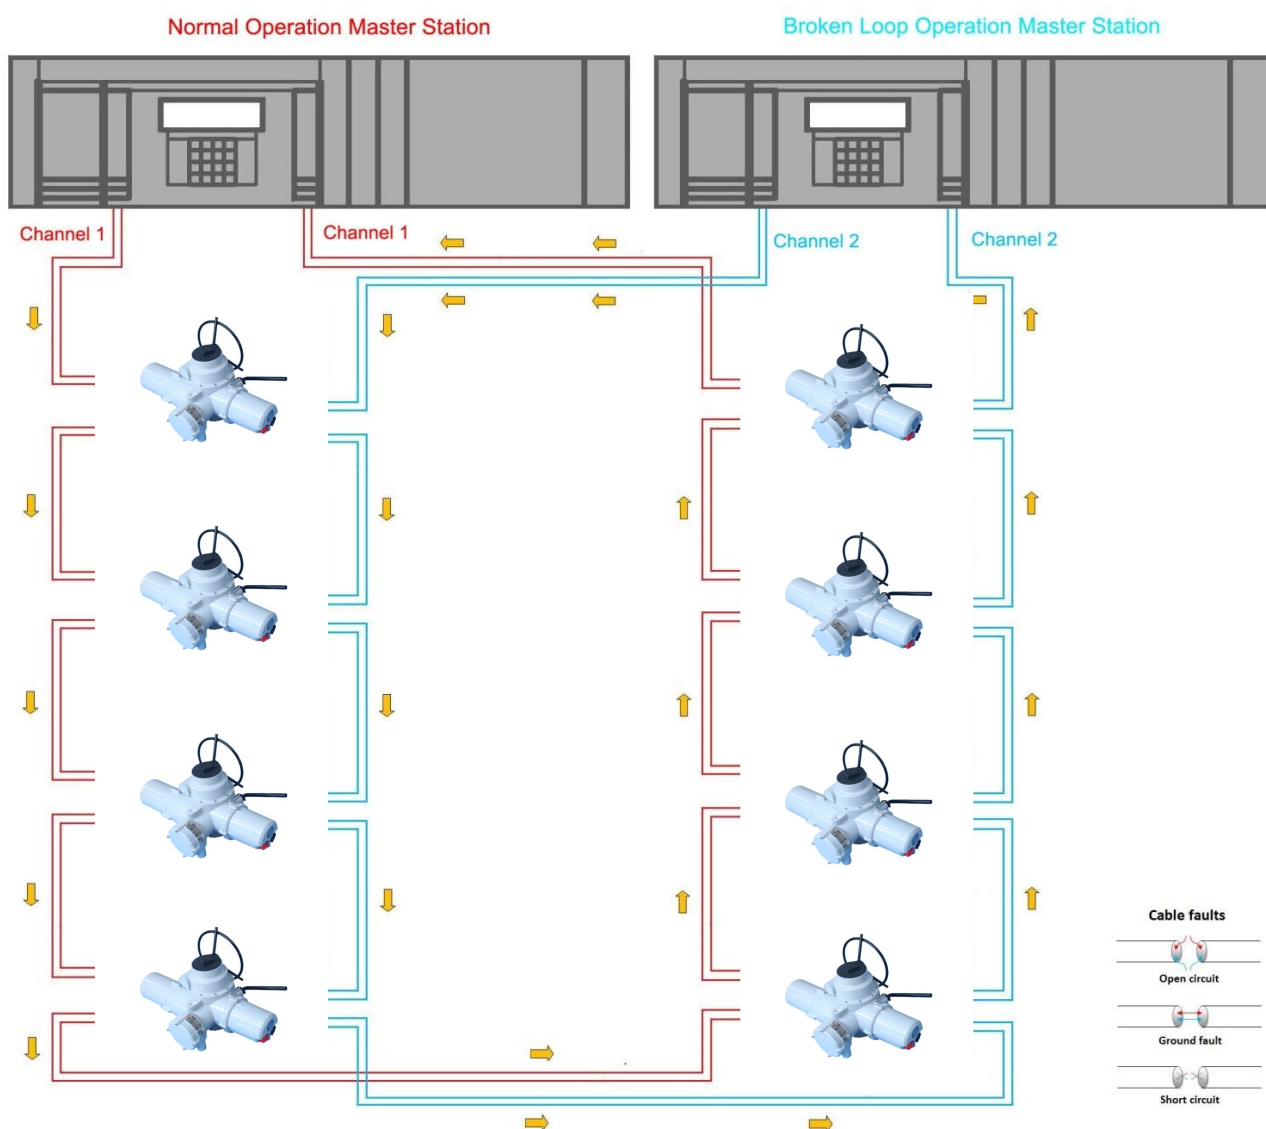 Normal Operation Master Station
Broken Loop Operation Master Station
Channel 1
Channel 1
Channel 2
Channel 2
Cable faults
Open circuit
Ground fault
Short circuit